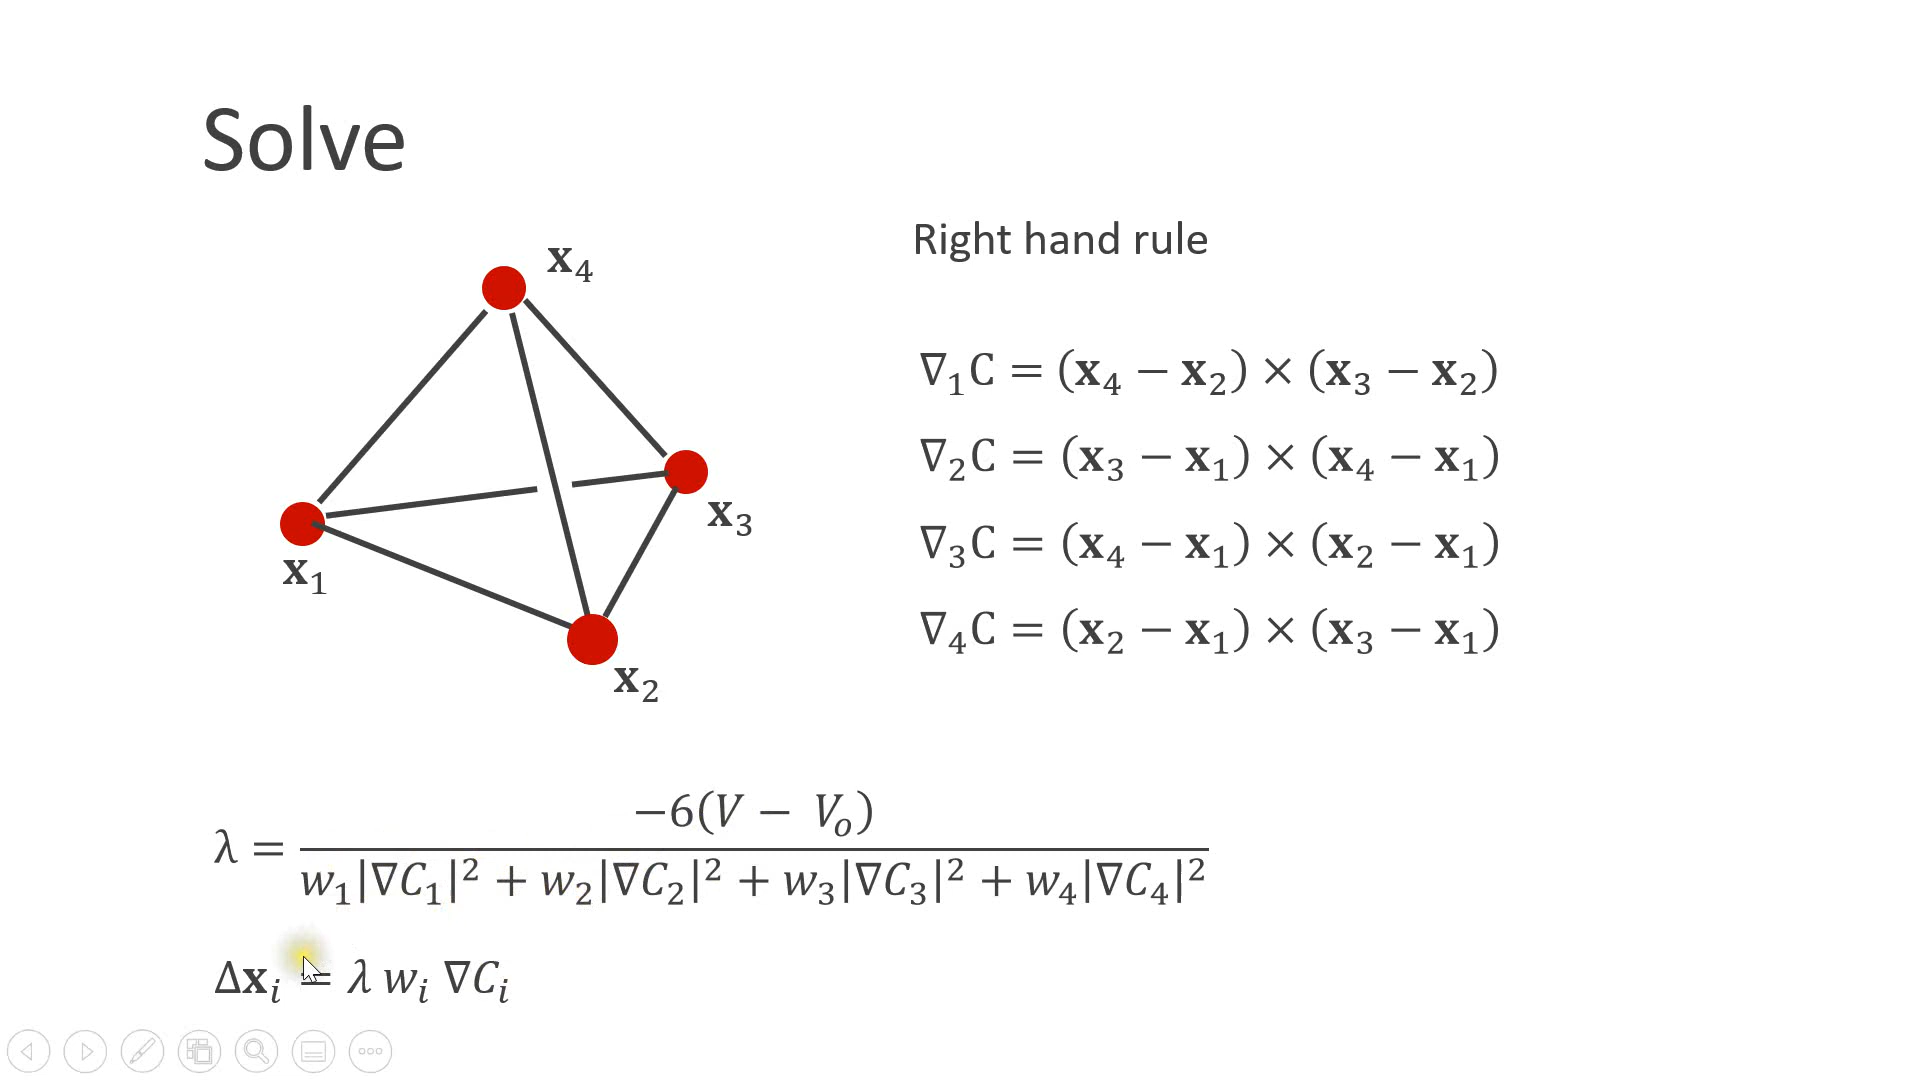 Solve
Right hand rule
x₄
x₃
x₁
x₂
∇₁C = (x₄ − x₂) × (x₃ − x₂)
∇₂C = (x₃ − x₁) × (x₄ − x₁)
∇₃C = (x₄ − x₁) × (x₂ − x₁)
∇₄C = (x₂ − x₁) × (x₃ − x₁)
λ = −6(V − Vₒ) / w₁|∇C₁|² + w₂|∇C₂|² + w₃|∇C₃|² + w₄|∇C₄|²
Δxᵢ = λ wᵢ ∇Cᵢ